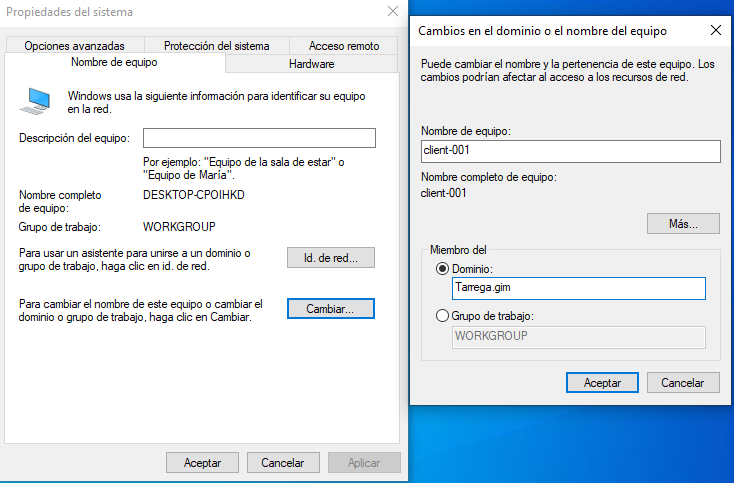 Propiedades del sistema
Opciones avanzadas
Protección del sistema
Acceso remoto
Nombre de equipo
Hardware
Windows usa la siguiente información para identificar su equipo
en la red.
Descripción del equipo:
Por ejemplo: "Equipo de la sala de estar" o
"Equipo de María".
Nombre completo
de equipo:
DESKTOP-CPOIHKD
Grupo de trabajo:
WORKGROUP
Para usar un asistente para unirse a un dominio o
grupo de trabajo, haga clic en id. de red.
Id. de red...
Para cambiar el nombre de este equipo o cambiar el
dominio o grupo de trabajo, haga clic en Cambiar.
Cambiar...
Aceptar
Cancelar
Aplicar
Cambios en el dominio o el nombre del equipo
Puede cambiar el nombre y la pertenencia de este equipo. Los
cambios podrían afectar al acceso a los recursos de red.
Nombre de equipo:
client-001
Nombre completo de equipo:
client-001
Más...
Miembro del
Dominio:
Tarrega.gim
Grupo de trabajo:
WORKGROUP
Aceptar
Cancelar